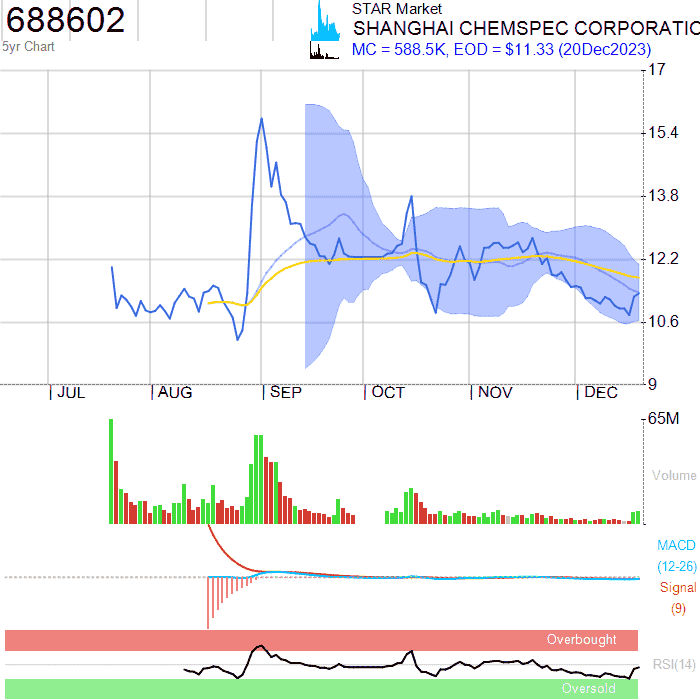 688602
5yr Chart
STAR Market
SHANGHAI CHEMSPEC CORPORATIO
MC = 588.5K, EOD = $11.33 (20Dec2023)
17
15.4
13.8
12.2
10.6
9
JUL AUG SEP OCT NOV DEC
65M
Volume
MACD
(12-26)
Signal
(9)
Overbought
RSI(14)
Oversold